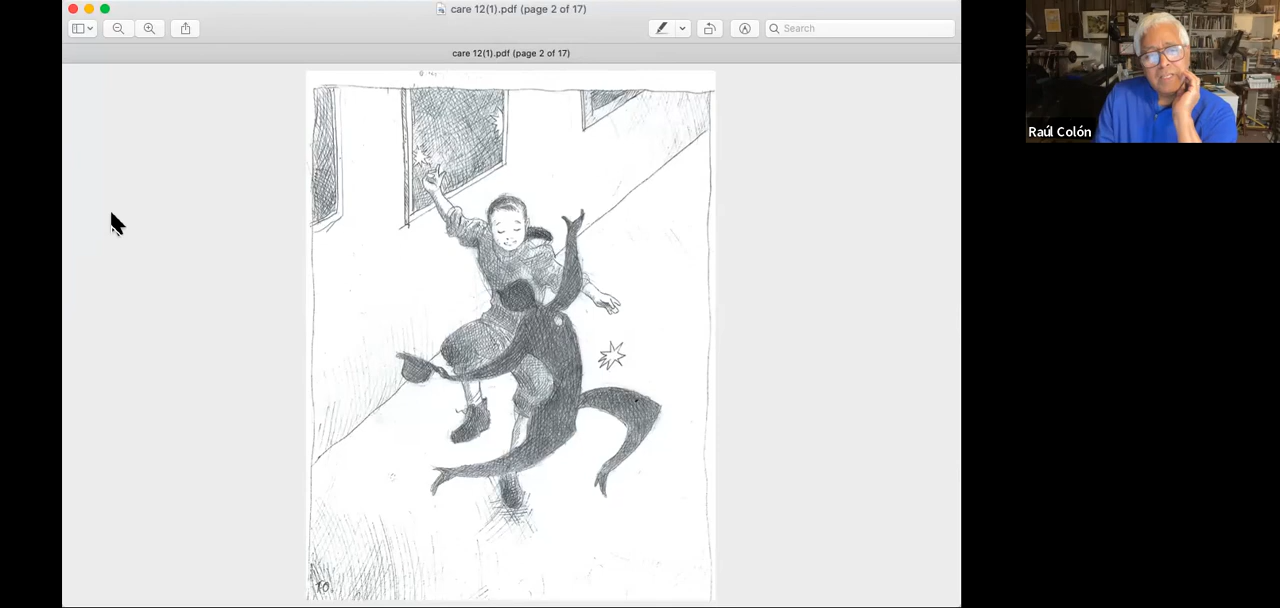 care 12(1).pdf (page 2 of 17)
Search
care 12(1).pdf (page 2 of 17)
Raúl Colón
10.